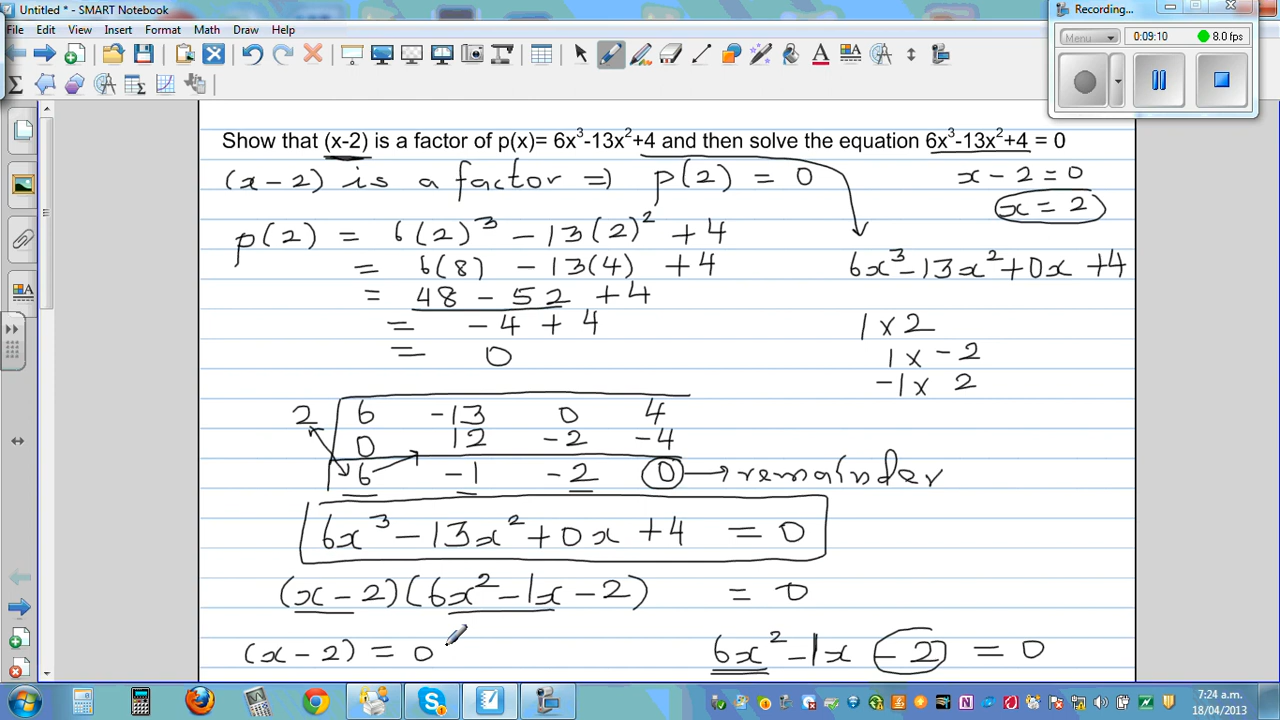 Untitled * - SMART Notebook
File Edit View Insert Format Math Draw Help
Recording...
Menu 0:09:10 8.0 fps
Show that (x-2) is a factor of p(x)= 6x³-13x²+4 and then solve the equation 6x³-13x²+4 = 0
(x-2) is a factor ⇒ p(2) = 0
x - 2 = 0
x = 2
p(2) = 6(2)³ - 13(2)² + 4
= 6(8) - 13(4) + 4
6x³-13x²+0x +4
= 48 - 52 + 4
= -4 + 4
= 0
1 x 2
1 x -2
-1 x 2
2 6 -13 0 4
0 12 -2 -4
6 -1 -2 0 → remainder
6x³ - 13x² + 0x + 4 = 0
(x - 2)(6x² - 1x - 2) = 0
(x - 2) = 0
6x² - 1x - 2 = 0
7:24 a.m.
18/04/2013